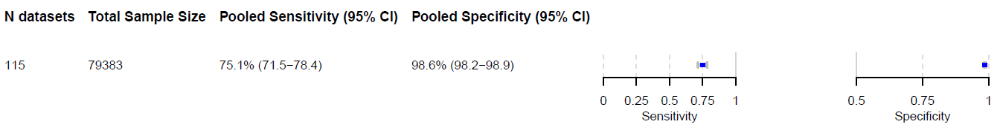 N datasets Total Sample Size Pooled Sensitivity (95% CI) Pooled Specificity (95% CI)
115 79383 75.1% (71.5−78.4) 98.6% (98.2−98.9)
0 0.25 0.5 0.75 1 0.5 0.75 1
Sensitivity Specificity